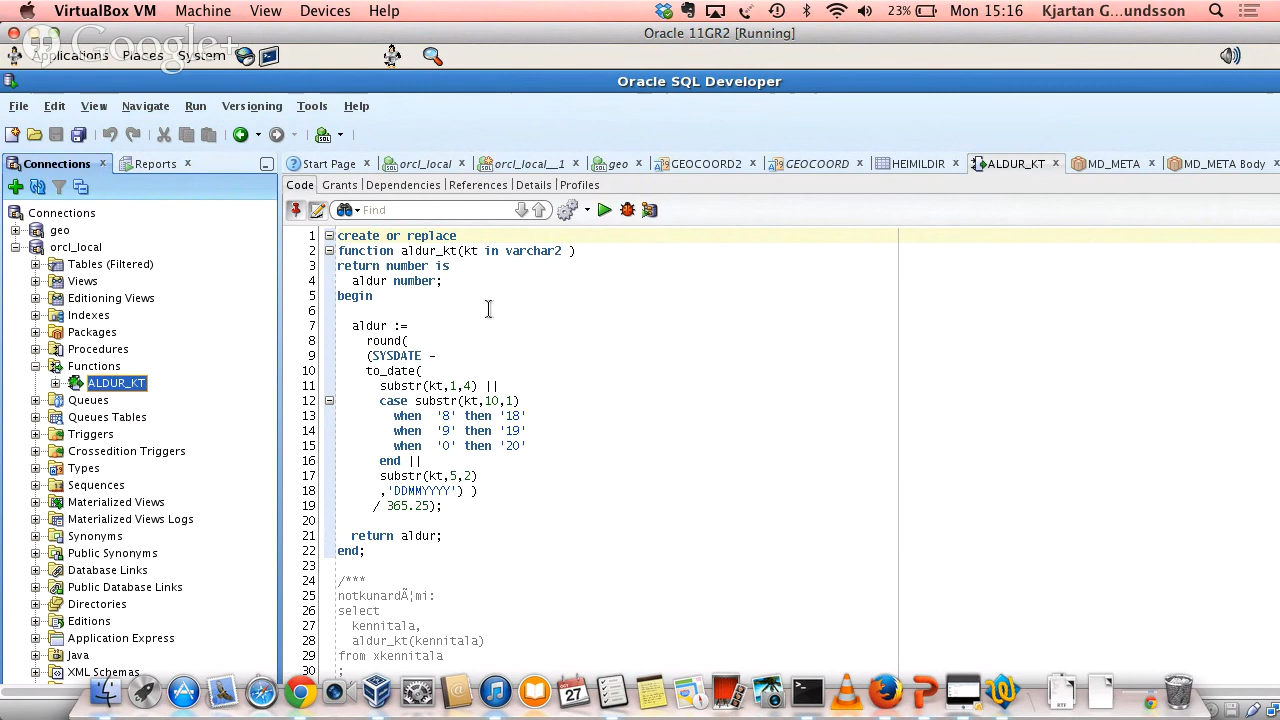 VirtualBox VM Machine View Devices Help 23% Mon 15:16 Kjartan G...undsson
Oracle 11GR2 [Running]
Google+
Applications Places System
Oracle SQL Developer
File Edit View Navigate Run Versioning Tools Help
Connections Reports
Start Page orcl_local orcl_local__1 geo GEOCOORD2 GEOCOORD HEIMILDIR ALDUR_KT MD_META MD_META Body
Code Grants Dependencies References Details Profiles
Find
Connections
geo
orcl_local
Tables (Filtered)
Views
Editioning Views
Indexes
Packages
Procedures
Functions
ALDUR_KT
Queues
Queues Tables
Triggers
Crossedition Triggers
Types
Sequences
Materialized Views
Materialized Views Logs
Synonyms
Public Synonyms
Database Links
Public Database Links
Directories
Editions
Application Express
Java
XML Schemas
1 create or replace
2 function aldur_kt(kt in varchar2 )
3 return number is
4 aldur number;
5 begin
6
7 aldur :=
8 round(
9 (SYSDATE -
10 to_date(
11 substr(kt,1,4) ||
12 case substr(kt,10,1)
13 when '8' then '18'
14 when '9' then '19'
15 when '0' then '20'
16 end ||
17 substr(kt,5,2)
18 ,'DDMMYYYY') )
19 / 365.25);
20
21 return aldur;
22 end;
23
24 /***
25 notkunardÃ¦mi:
26 select
27 kennitala,
28 aldur_kt(kennitala)
29 from xkennitala
30 ;
27